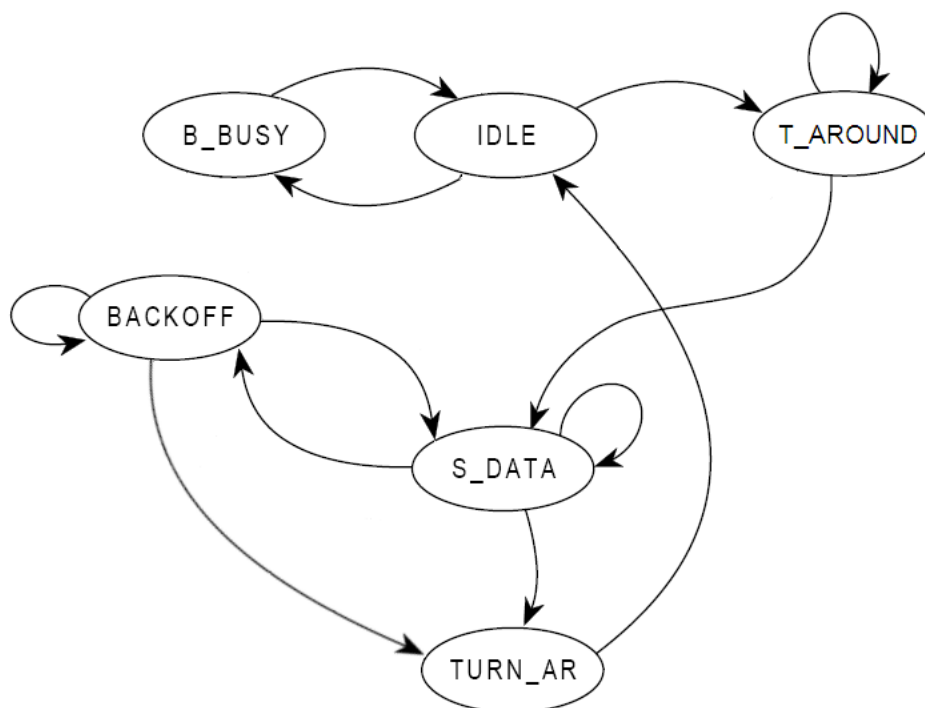 B_BUSY
IDLE
T_AROUND
BACKOFF
S_DATA
TURN_AR